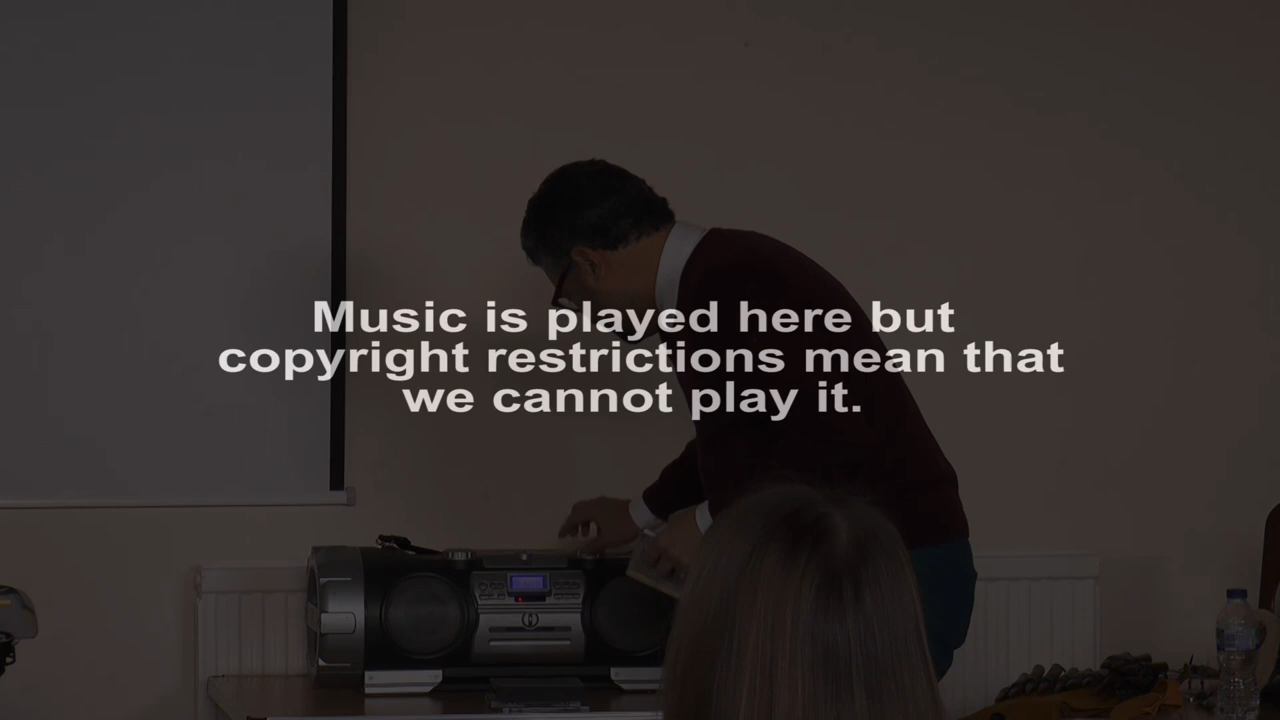 Music is played here but
copyright restrictions mean that
we cannot play it.